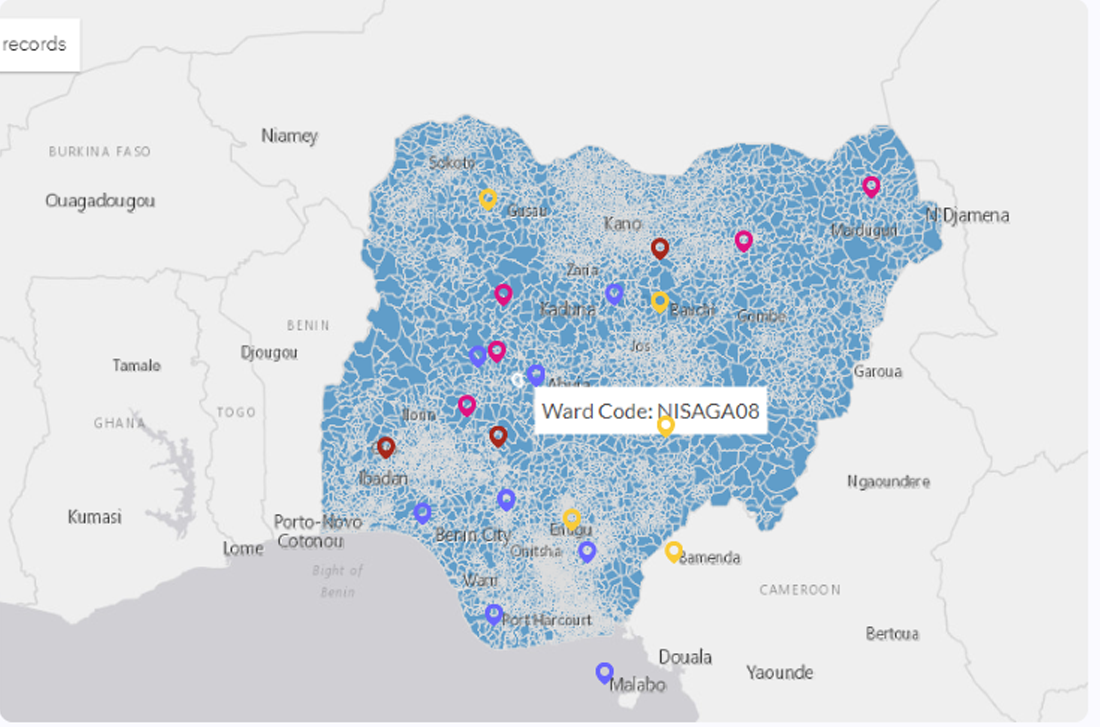 records
Niamey
BURKINA FASO
Ouagadougou
Sokoto
Gusau
Kano
N'Djamena
Maiduguri
Zaria
Kaduna
Bauchi
Gombe
BENIN
Djougou
Jos
Tamale
Garoua
Abuja
Ward Code: NISAGA08
TOGO
GHANA
Ilorin
Ibadan
Ngaoundere
Kumasi
Porto-Novo
Cotonou
Benin City
Enugu
Lome
Onitsha
Bamenda
Bight of
Benin
Warri
CAMEROON
Port Harcourt
Bertoua
Douala
Yaounde
Malabo